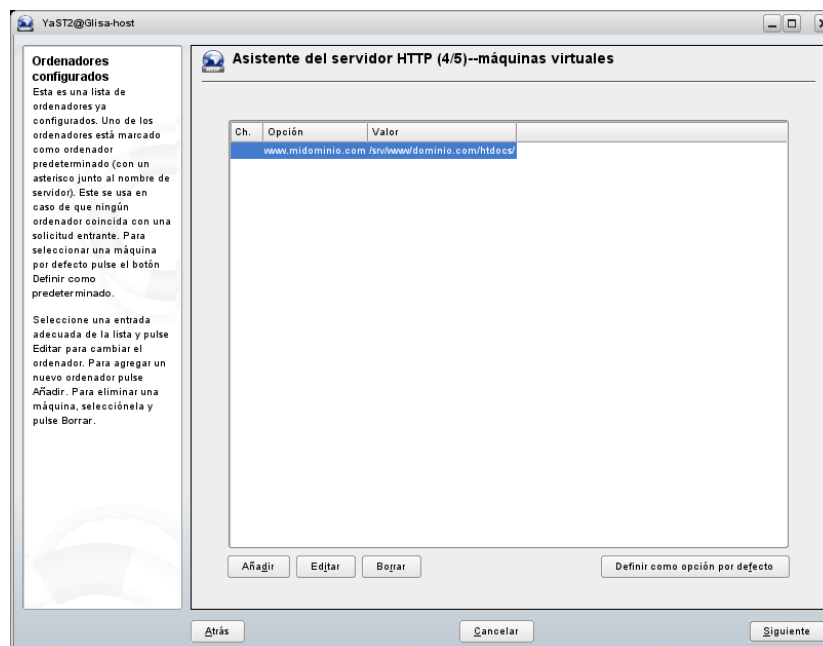 YaST2@Glisa-host
Ordenadores
configurados
Esta es una lista de
ordenadores ya
configurados. Uno de los
ordenadores está marcado
como ordenador
predeterminado (con un
asterisco junto al nombre de
servidor). Este se usa en
caso de que ningún
ordenador coincida con una
solicitud entrante. Para
seleccionar una máquina
por defecto pulse el botón
Definir como
predeterminado.
Seleccione una entrada
adecuada de la lista y pulse
Editar para cambiar el
ordenador. Para agregar un
nuevo ordenador pulse
Añadir. Para eliminar una
máquina, selecciónela y
pulse Borrar.
Asistente del servidor HTTP (4/5)--máquinas virtuales
Ch. Opción Valor
www.midominio.com /srv/www/dominio.com/htdocs/
Añadir Editar Borrar Definir como opción por defecto
Atrás Cancelar Siguiente